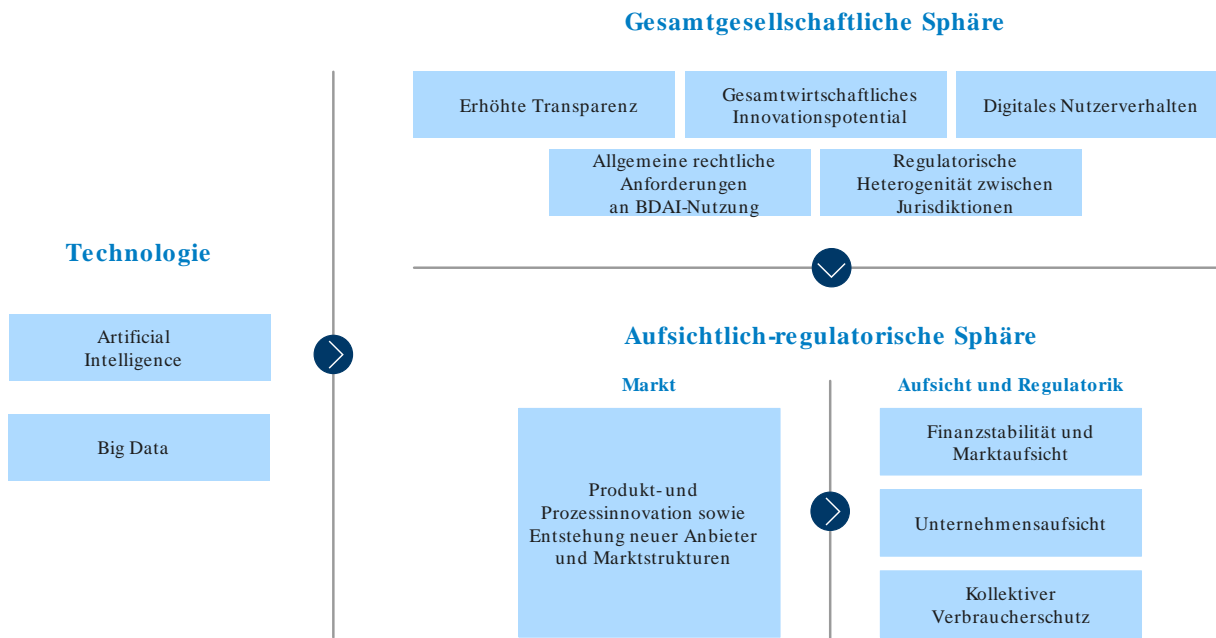 Gesamtgesellschaftliche Sphäre
Erhöhte Transparenz
Gesamtwirtschaftliches
Innovationspotential
Digitales Nutzerverhalten
Allgemeine rechtliche
Anforderungen
an BDAI-Nutzung
Regulatorische
Heterogenität zwischen
Jurisdiktionen
Technologie
Artificial
Intelligence
Big Data
Aufsichtlich-regulatorische Sphäre
Markt
Produkt- und
Prozessinnovation sowie
Entstehung neuer Anbieter
und Marktstrukturen
Aufsicht und Regulatorik
Finanzstabilität und
Marktaufsicht
Unternehmensaufsicht
Kollektiver
Verbraucherschutz